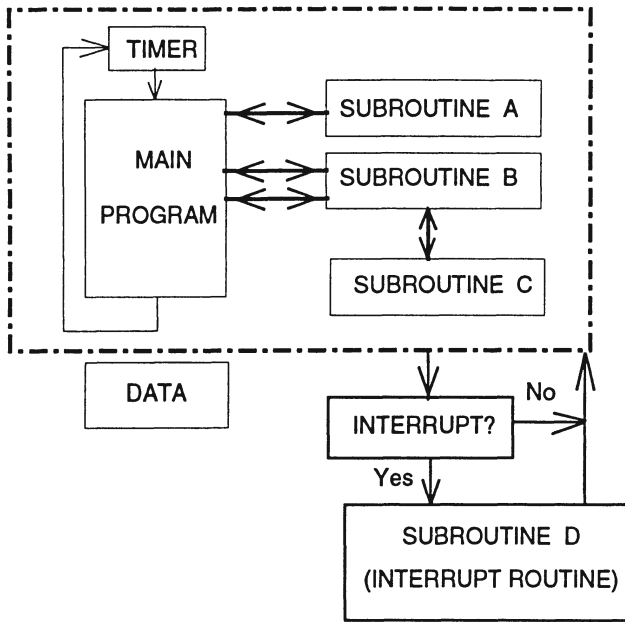 TIMER
MAIN
PROGRAM
SUBROUTINE A
SUBROUTINE B
SUBROUTINE C
DATA
INTERRUPT?
No
Yes
SUBROUTINE D
(INTERRUPT ROUTINE)